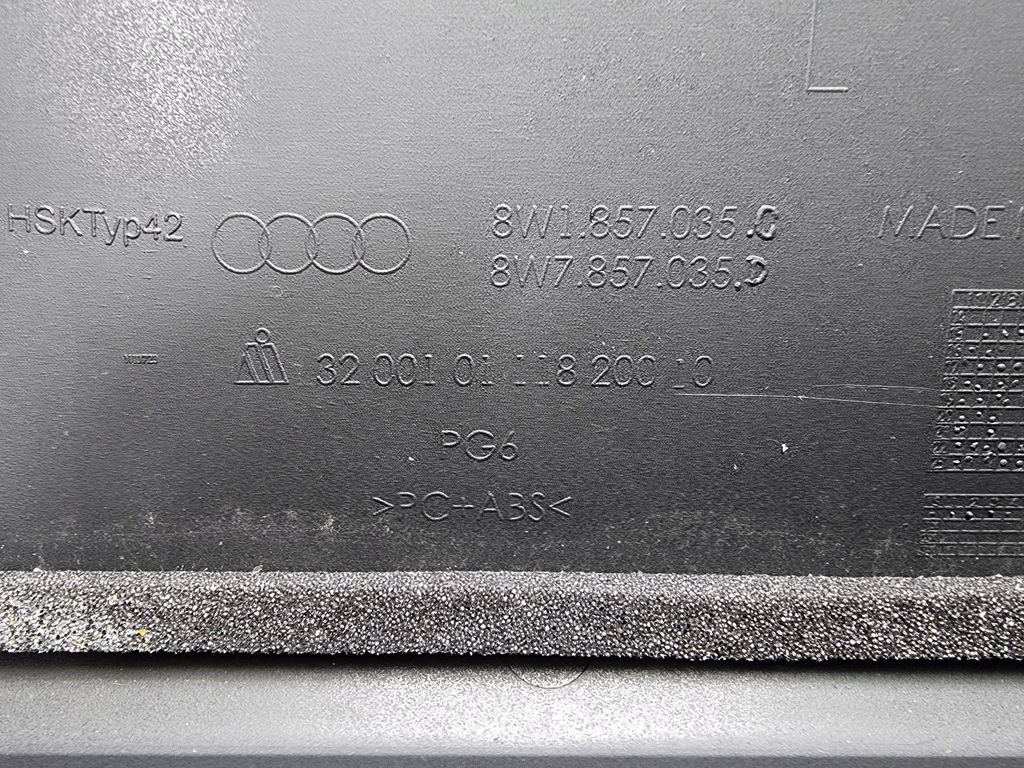 L
HSKTyp42
8W1.857.035.C
8W7.857.035.D
MADE
32 001 01 118 200 10
PG6
>PC+ABS<